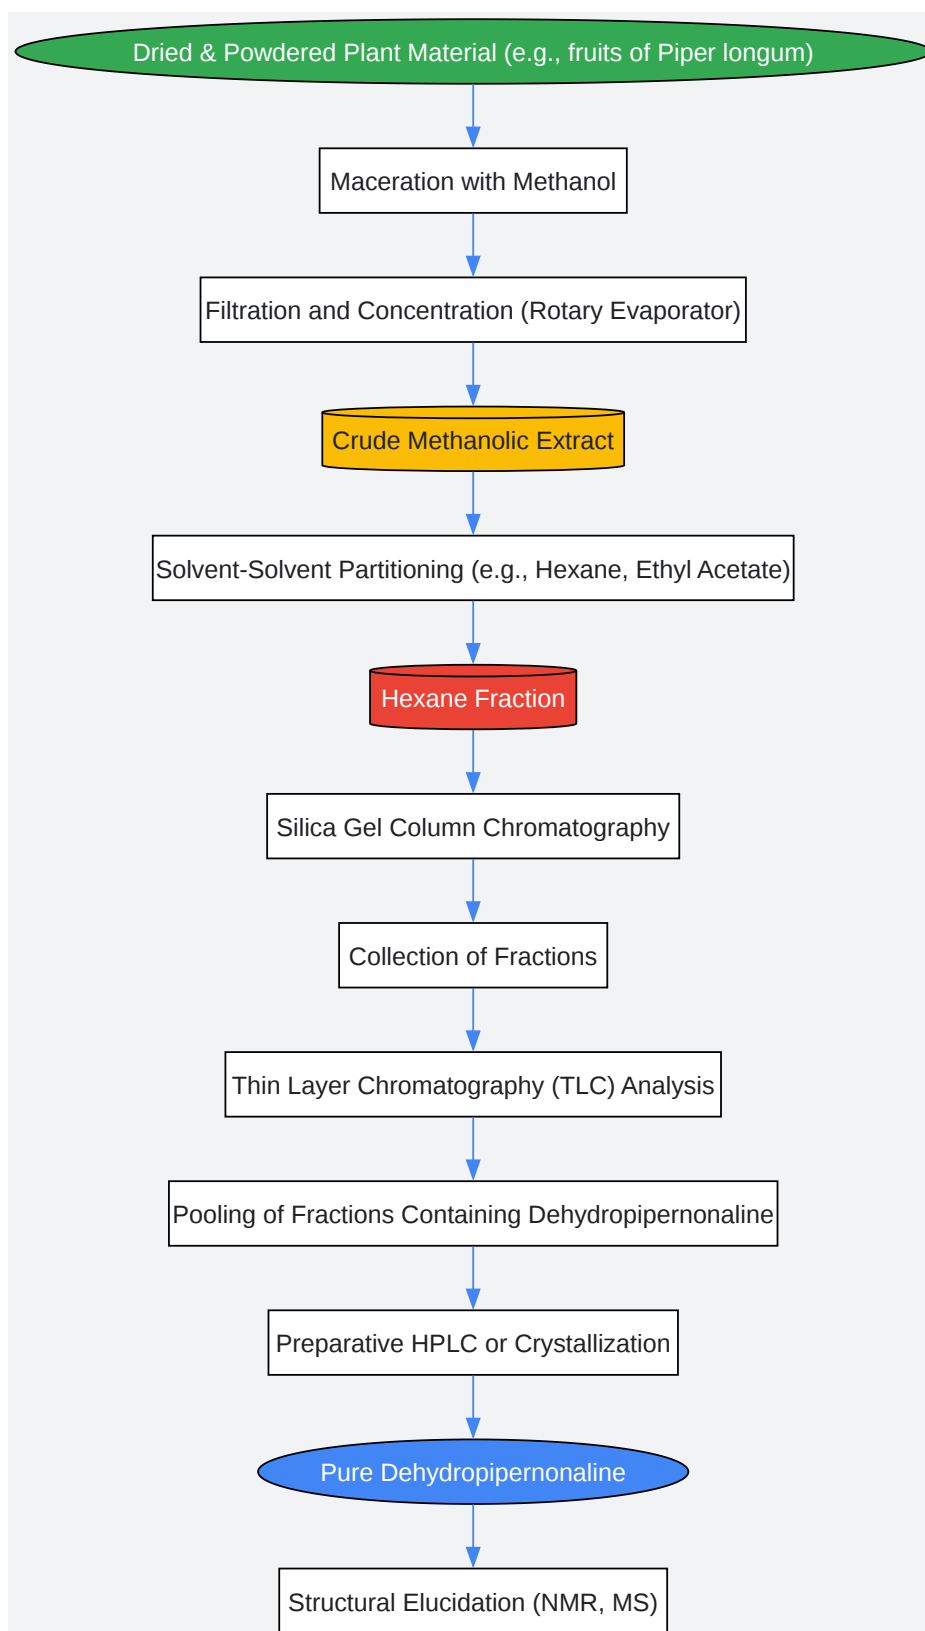 Dried & Powdered Plant Material (e.g., fruits of Piper longum)
Maceration with Methanol
Filtration and Concentration (Rotary Evaporator)
Crude Methanolic Extract
Solvent-Solvent Partitioning (e.g., Hexane, Ethyl Acetate)
Hexane Fraction
Silica Gel Column Chromatography
Collection of Fractions
Thin Layer Chromatography (TLC) Analysis
Pooling of Fractions Containing Dehydropipernonaline
Preparative HPLC or Crystallization
Pure Dehydropipernonaline
Structural Elucidation (NMR, MS)